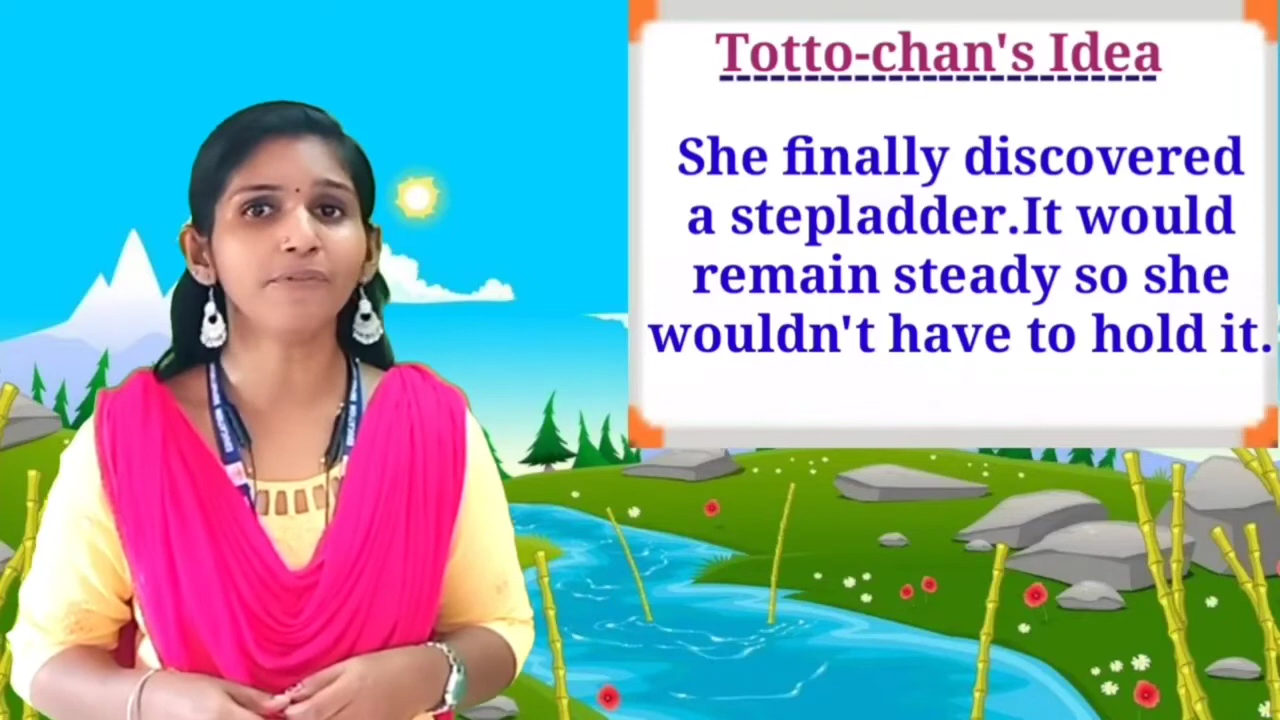 Totto-chan's Idea
She finally discovered
a stepladder.It would
remain steady so she
wouldn't have to hold it.